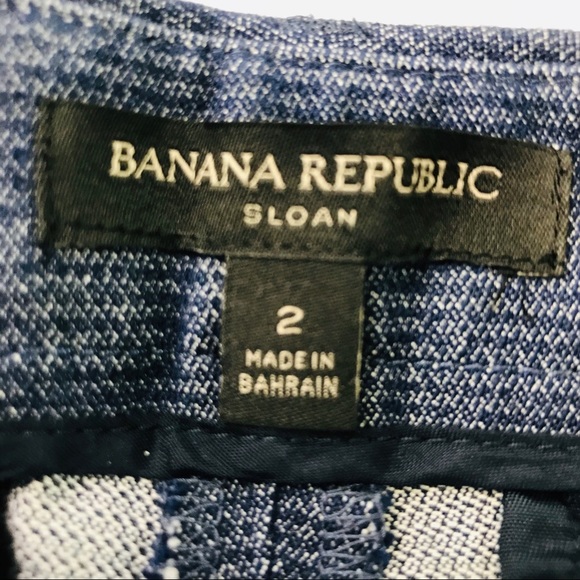 BANANA REPUBLIC
SLOAN
2
MADE IN
BAHRAIN